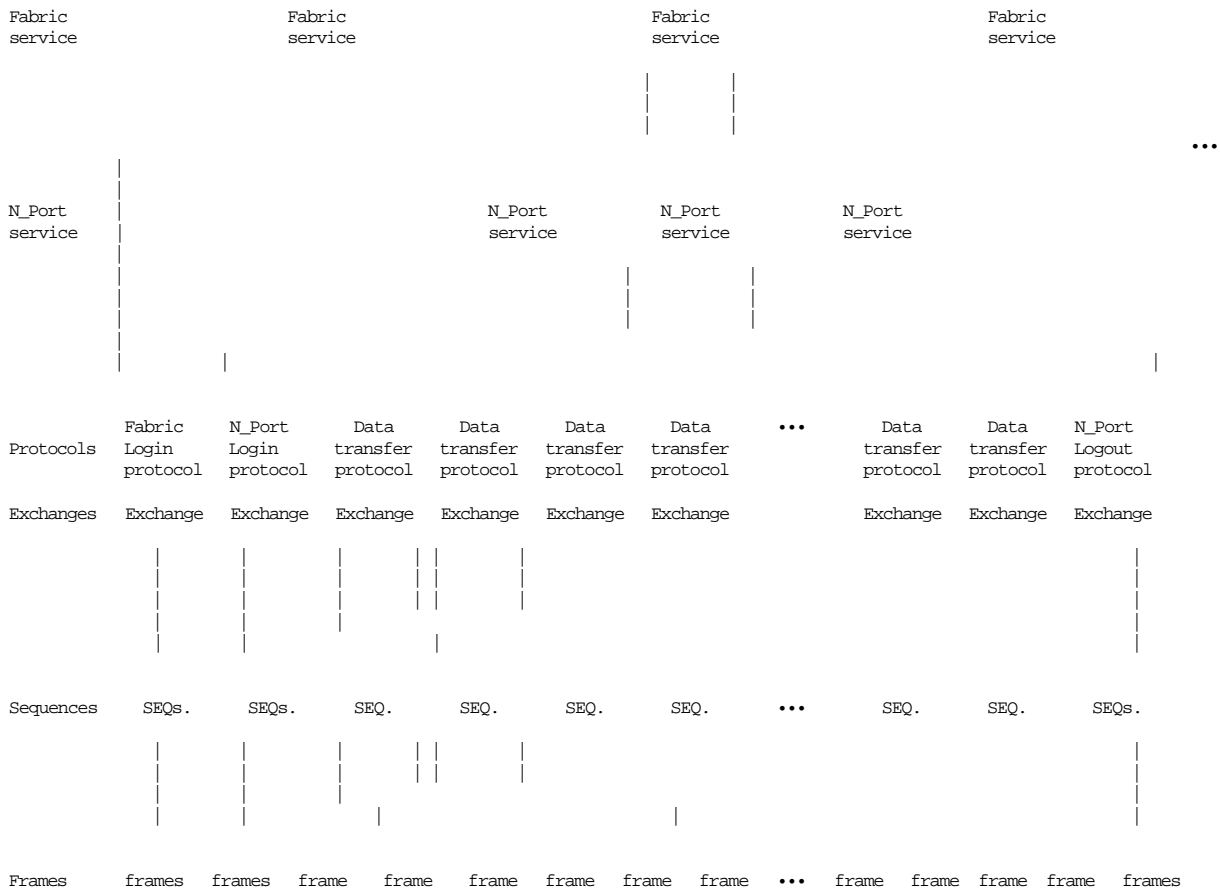 Fabric Fabric Fabric Fabric
service service service service
•••
N_Port N_Port N_Port N_Port
service service service service
Fabric N_Port Data Data Data Data ••• Data Data N_Port
Protocols Login Login transfer transfer transfer transfer transfer transfer Logout
protocol protocol protocol protocol protocol protocol protocol protocol protocol
Exchanges Exchange Exchange Exchange Exchange Exchange Exchange Exchange Exchange Exchange
Sequences SEQs. SEQs. SEQ. SEQ. SEQ. SEQ. ••• SEQ. SEQ. SEQs.
Frames frames frames frame frame frame frame frame frame ••• frame frame frame frame frames